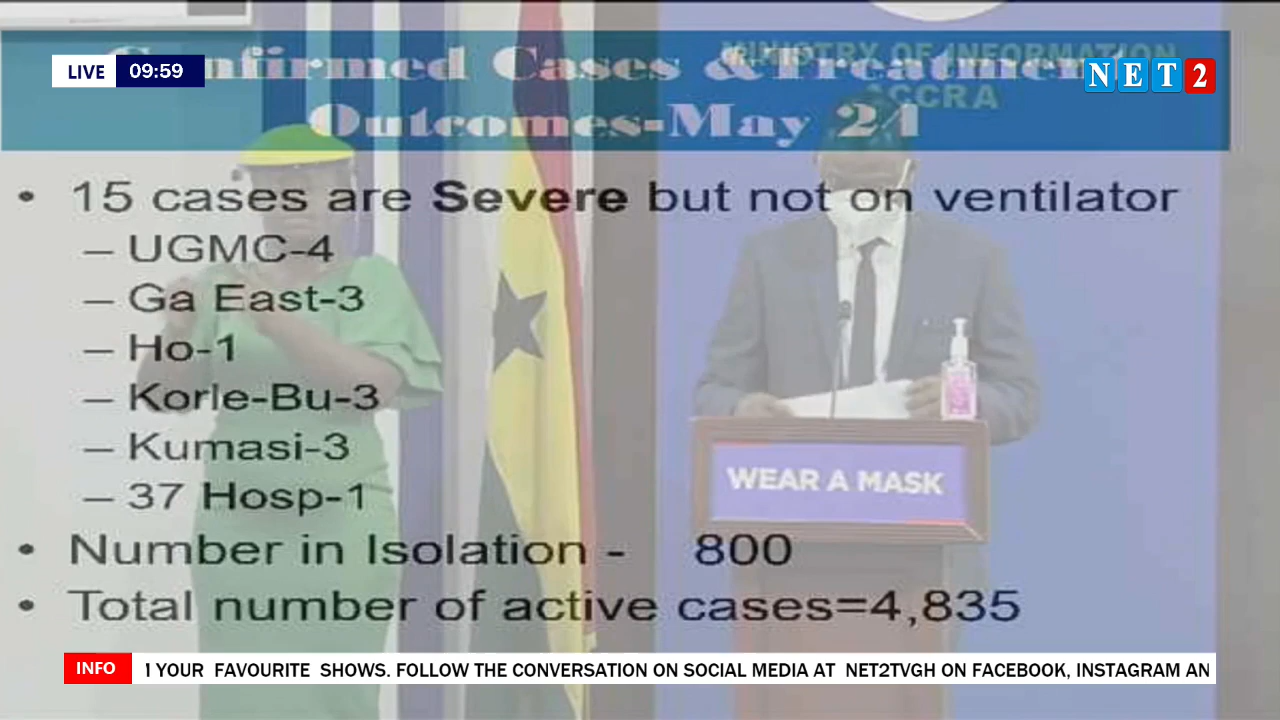 LIVE 09:59
Confirmed Cases & Treatment
Outcomes-May 24
MINISTRY OF INFORMATION
ACCRA
NET2
• 15 cases are Severe but not on ventilator
– UGMC-4
– Ga East-3
– Ho-1
– Korle-Bu-3
– Kumasi-3
– 37 Hosp-1
• Number in Isolation - 800
• Total number of active cases=4,835
WEAR A MASK
INFO YOUR FAVOURITE SHOWS. FOLLOW THE CONVERSATION ON SOCIAL MEDIA AT NET2TVGH ON FACEBOOK, INSTAGRAM AN